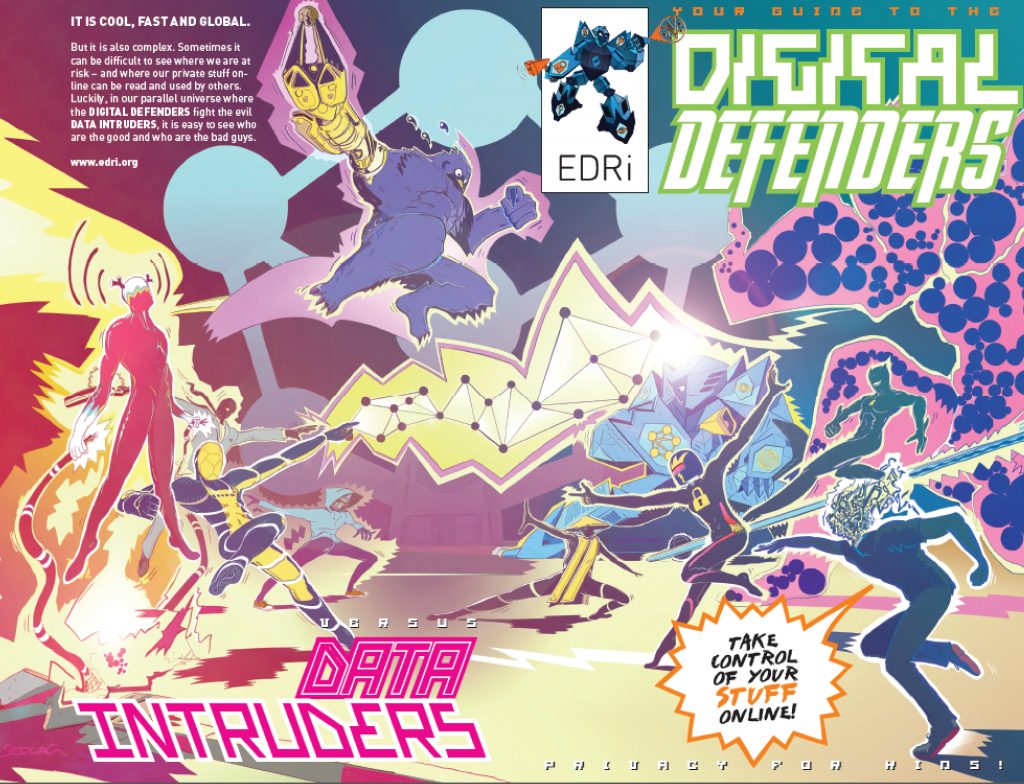 IT IS COOL, FAST AND GLOBAL.
But it is also complex. Sometimes it
can be difficult to see where we are at
risk – and where our private stuff on-
line can be read and used by others.
Luckily, in our parallel universe where
the DIGITAL DEFENDERS fight the evil
DATA INTRUDERS, it is easy to see who
are the good and who are the bad guys.
www.edri.org
EDRi
YOUR GUIDE TO THE
DIGITAL
DEFENDERS
VERSUS
DATA
INTRUDERS
TAKE
CONTROL
OF YOUR
STUFF
ONLINE!
PRIVACY FOR KIDS!